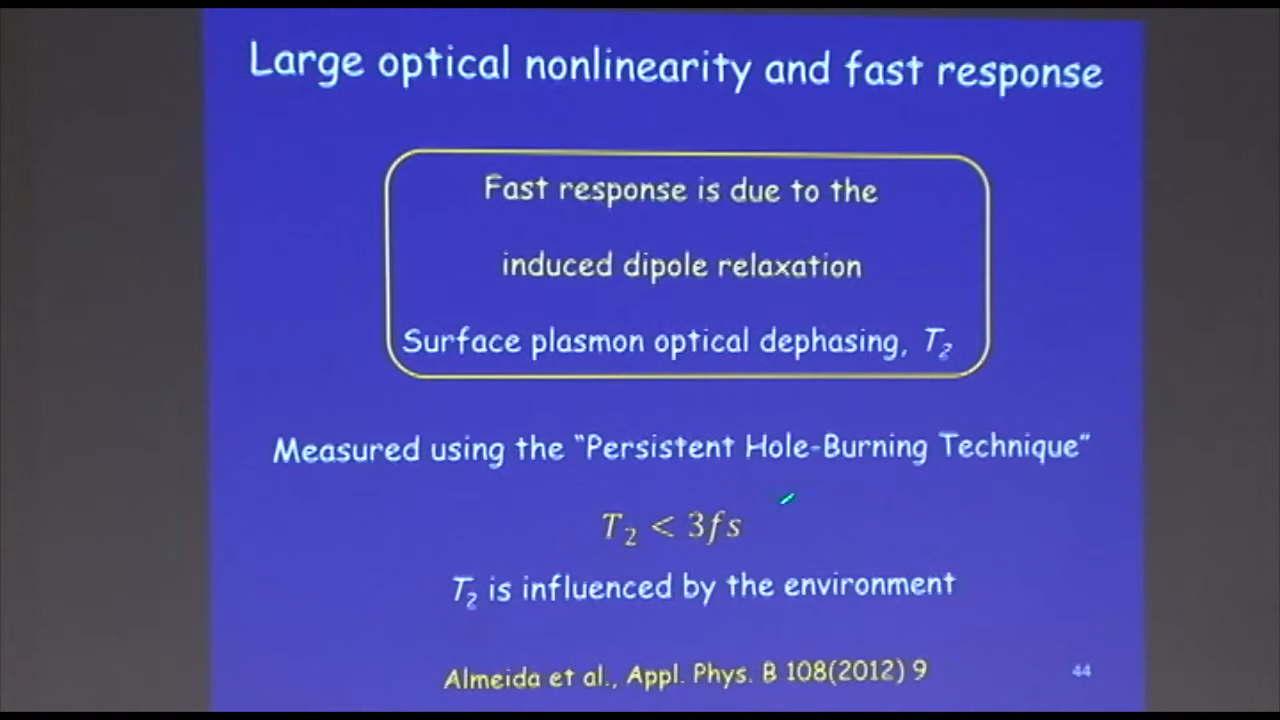 Large optical nonlinearity and fast response
Fast response is due to the
induced dipole relaxation
Surface plasmon optical dephasing, T₂
Measured using the “Persistent Hole-Burning Technique”
T₂ < 3fs
T₂ is influenced by the environment
Almeida et al., Appl. Phys. B 108(2012) 9
44